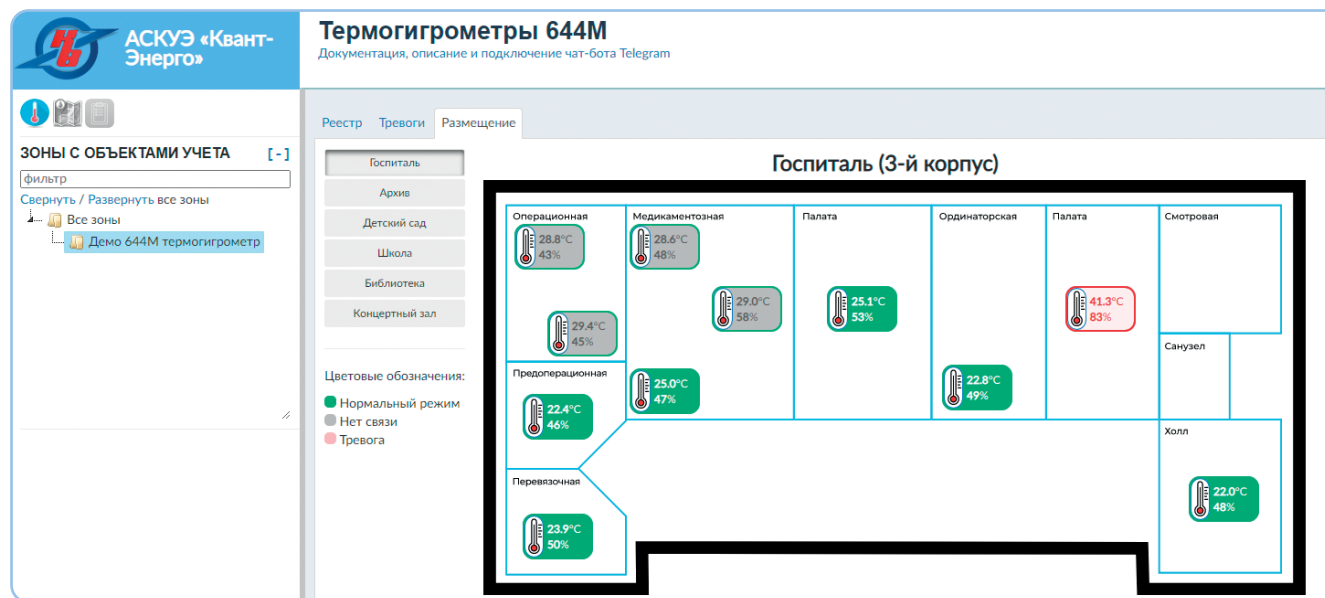 АСКУЭ «Квант-
Энерго»
Термогигрометры 644М
Документация, описание и подключение чат-бота Telegram
ЗОНЫ С ОБЪЕКТАМИ УЧЕТА [-]
фильтр
Свернуть / Развернуть все зоны
Все зоны
Демо 644М термогигрометр
Реестр Тревоги Размещение
Госпиталь
Архив
Детский сад
Школа
Библиотека
Концертный зал
Цветовые обозначения:
Нормальный режим
Нет связи
Тревога
Госпиталь (3-й корпус)
Операционная
28.8°C
43%
29.4°C
45%
Медикаментозная
28.6°C
48%
29.0°C
58%
25.0°C
47%
Палата
25.1°C
53%
Ординаторская
22.8°C
49%
Палата
41.3°C
83%
Смотровая
Санузел
Предоперационная
22.4°C
46%
Перевязочная
23.9°C
50%
Холл
22.0°C
48%